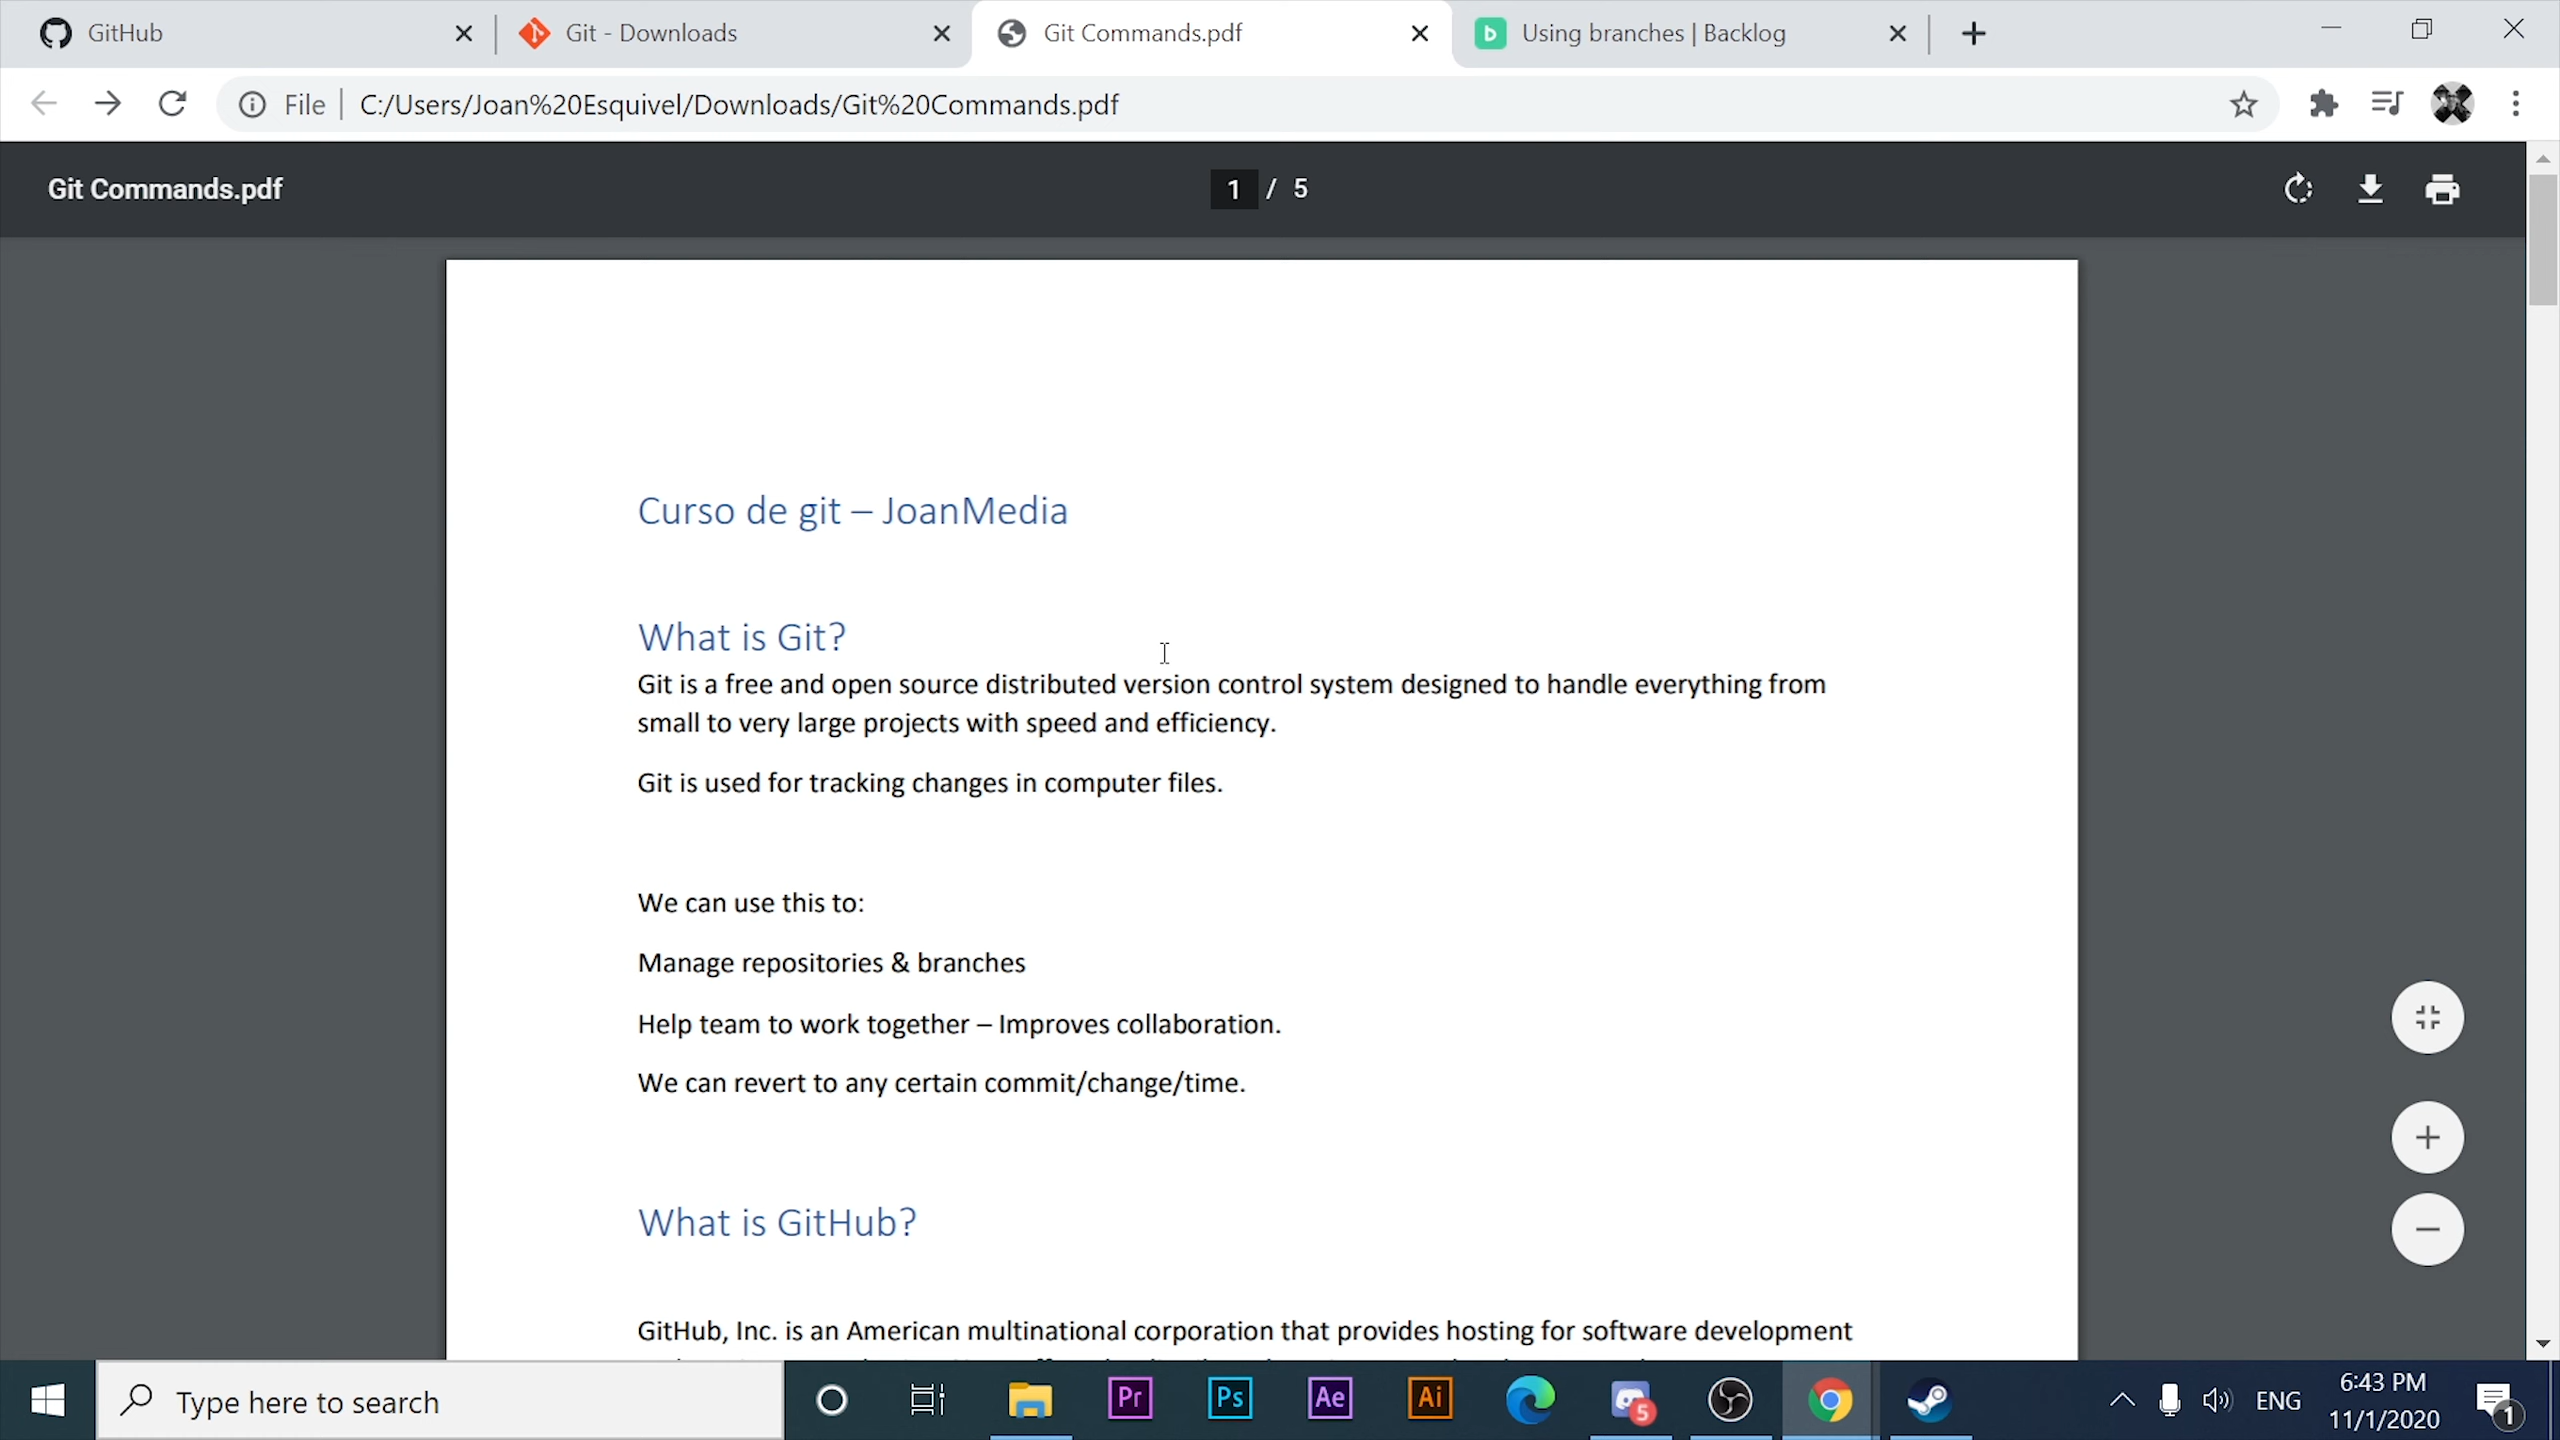 GitHub
Git - Downloads
Git Commands.pdf
Using branches | Backlog
File
C:/Users/Joan%20Esquivel/Downloads/Git%20Commands.pdf
Git Commands.pdf
1 / 5
Curso de git – JoanMedia
What is Git?
Git is a free and open source distributed version control system designed to handle everything from
small to very large projects with speed and efficiency.
Git is used for tracking changes in computer files.
We can use this to:
Manage repositories & branches
Help team to work together – Improves collaboration.
We can revert to any certain commit/change/time.
What is GitHub?
GitHub, Inc. is an American multinational corporation that provides hosting for software development
Type here to search
Pr
Ps
Ae
Ai
5
ENG
6:43 PM
11/1/2020
1